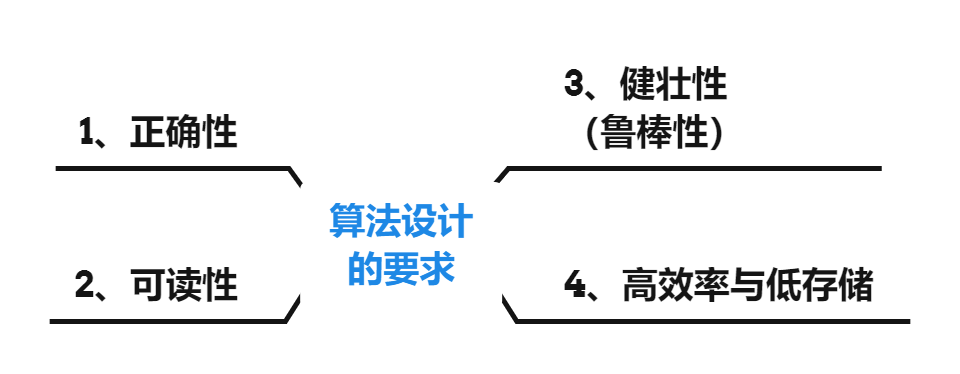 1、正确性
2、可读性
算法设计
的要求
3、健壮性
（鲁棒性）
4、高效率与低存储